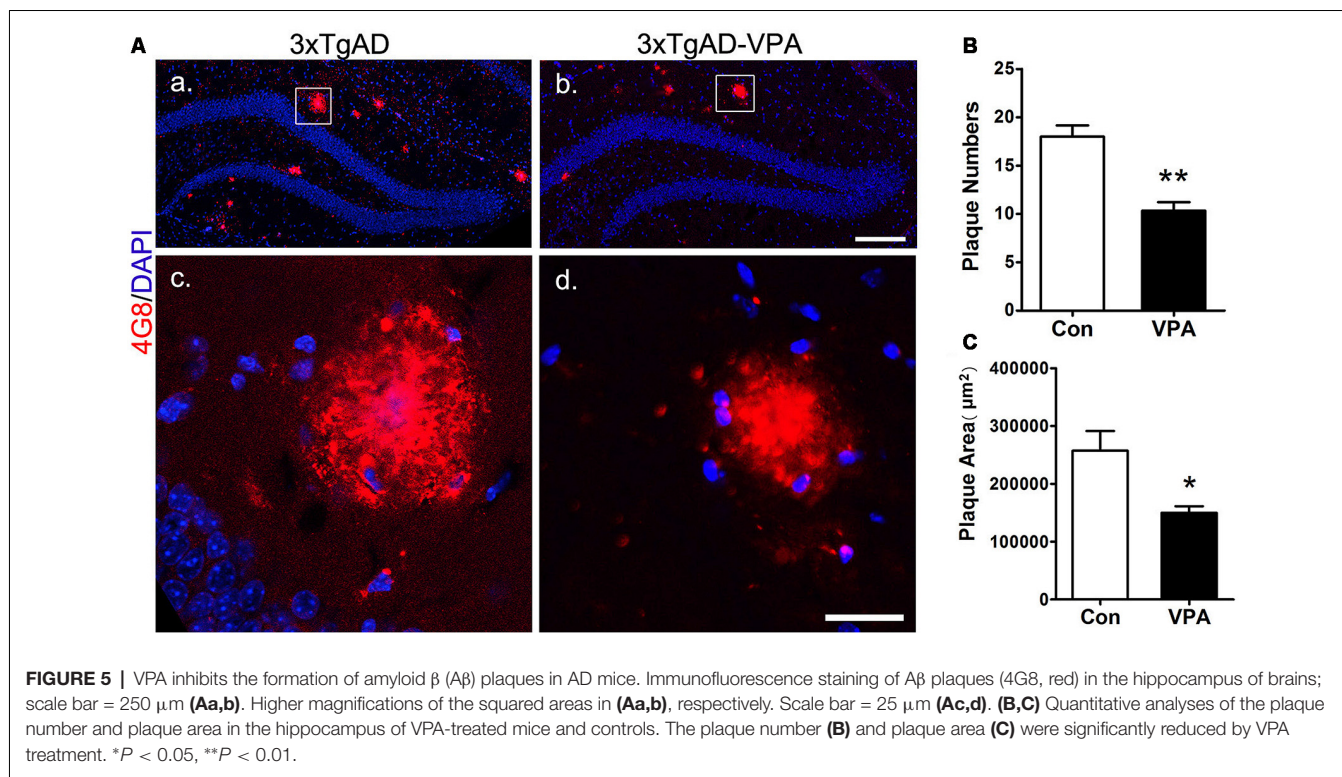 A
3xTgAD
3xTgAD-VPA
4G8/DAPI
a.
b.
c.
d.
B
Plaque Numbers
25
20
15
10
5
0
**
Con
VPA
C
Plaque Area( μm²)
400000
300000
200000
100000
0
*
Con
VPA
FIGURE 5 | VPA inhibits the formation of amyloid β (Aβ) plaques in AD mice. Immunofluorescence staining of Aβ plaques (4G8, red) in the hippocampus of brains;
scale bar = 250 μm (Aa,b). Higher magnifications of the squared areas in (Aa,b), respectively. Scale bar = 25 μm (Ac,d). (B,C) Quantitative analyses of the plaque
number and plaque area in the hippocampus of VPA-treated mice and controls. The plaque number (B) and plaque area (C) were significantly reduced by VPA
treatment. *P < 0.05, **P < 0.01.